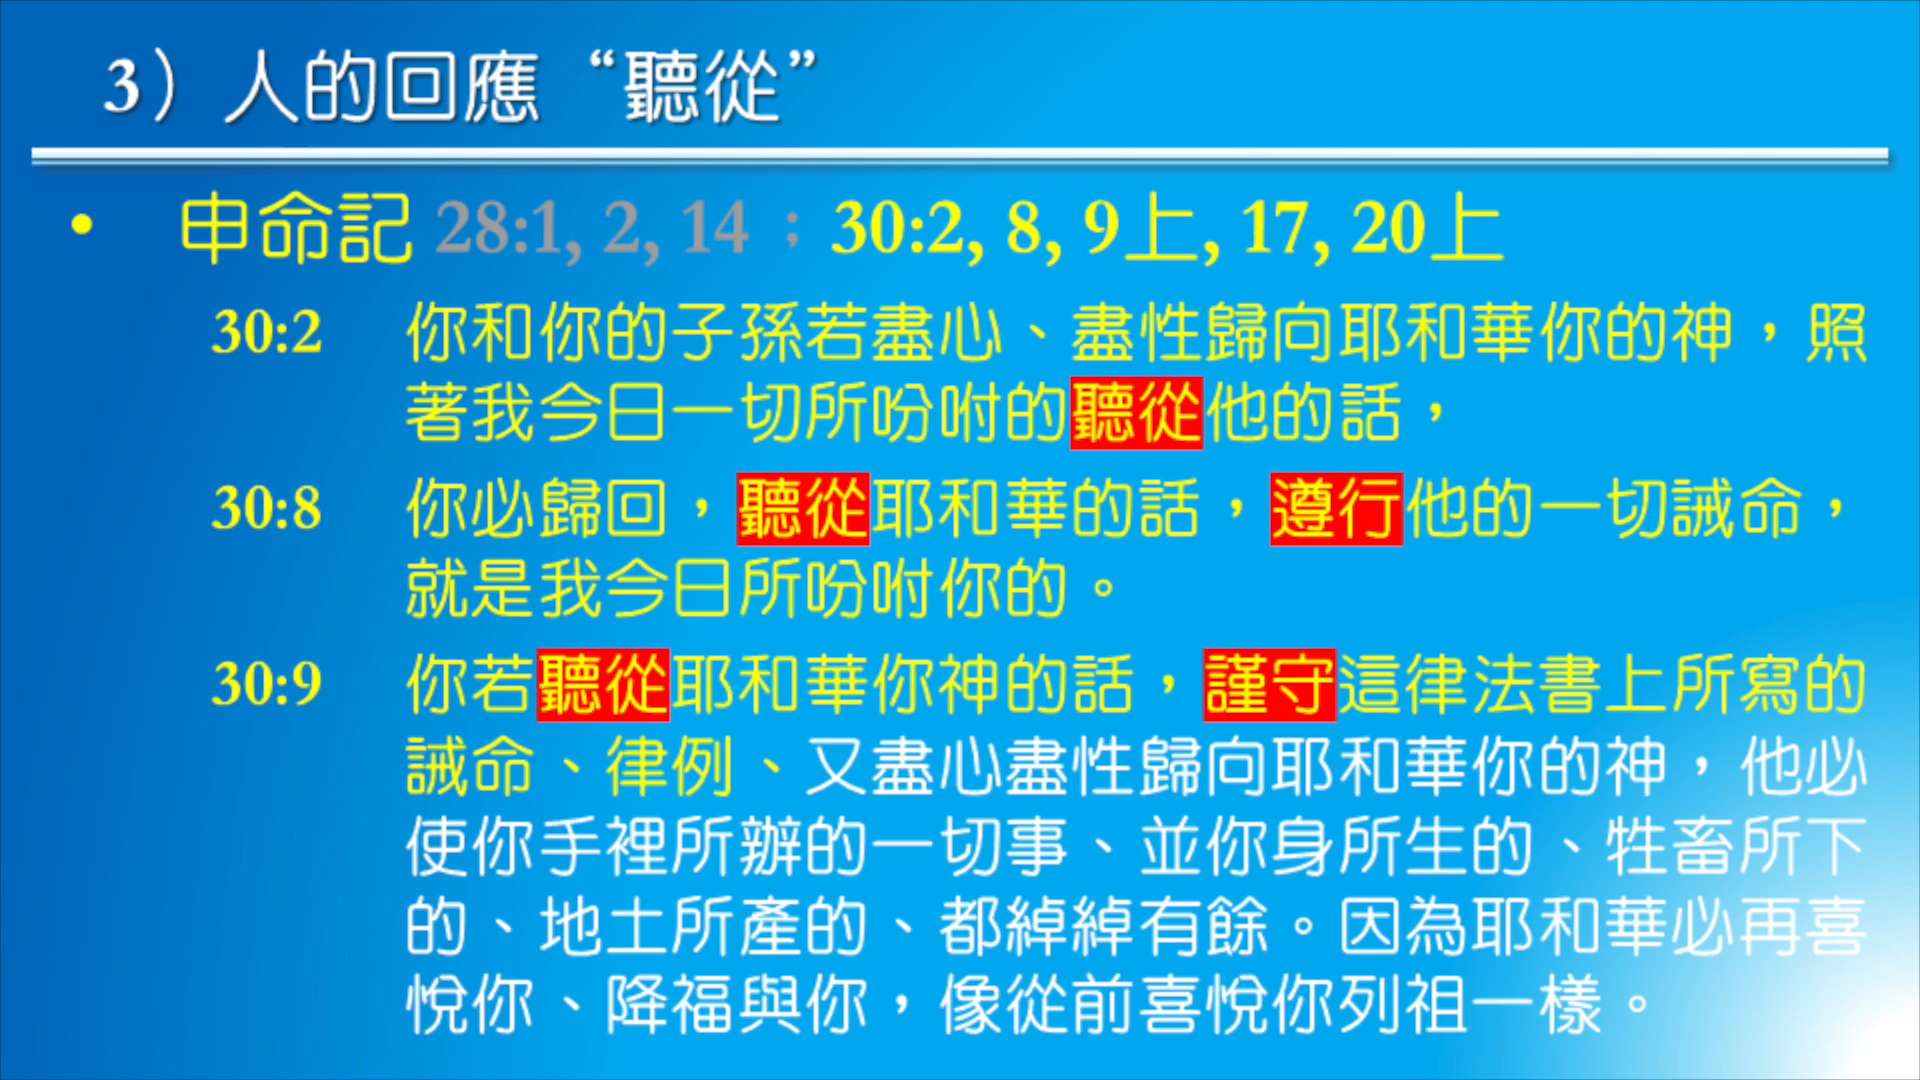 3）人的回應“聽從”
• 申命記 28:1, 2, 14；30:2, 8, 9上, 17, 20上
30:2 你和你的子孫若盡心、盡性歸向耶和華你的神，照
著我今日一切所吩咐的聽從他的話，
30:8 你必歸回，聽從耶和華的話，遵行他的一切誡命，
就是我今日所吩咐你的。
30:9 你若聽從耶和華你神的話，謹守這律法書上所寫的
誡命、律例、又盡心盡性歸向耶和華你的神，他必
使你手裡所辦的一切事、並你身所生的、牲畜所下
的、地土所產的、都綽綽有餘。因為耶和華必再喜
悅你、降福與你，像從前喜悅你列祖一樣。